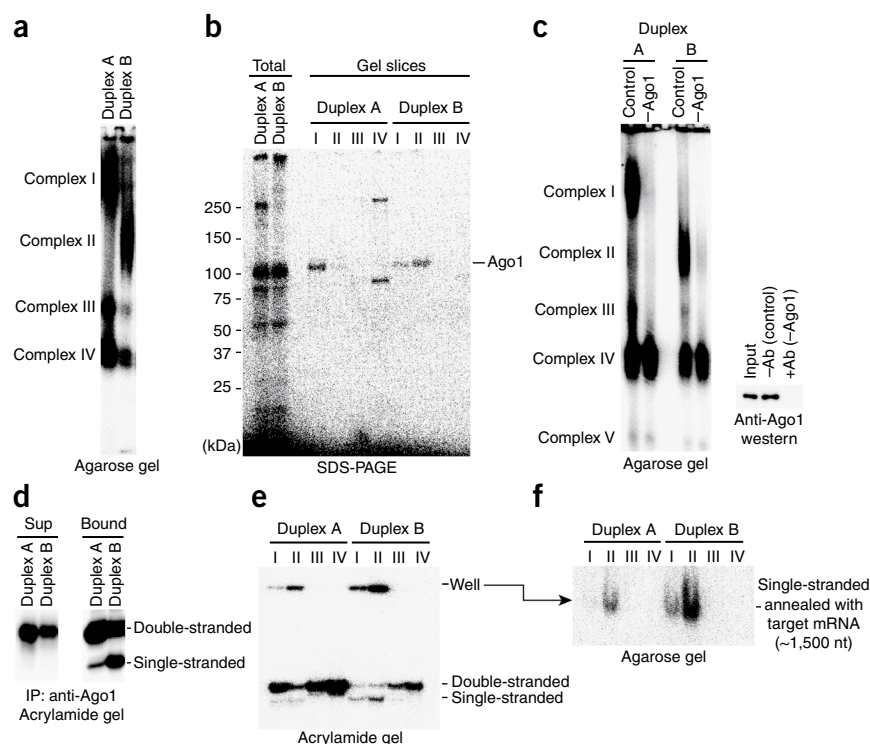 a
Duplex A
Duplex B
Complex I
Complex II
Complex III
Complex IV
Agarose gel
b
Total
Gel slices
Duplex A
Duplex B
Duplex A
Duplex B
I II III IV I II III IV
250 -
150 -
100 -
75 -
50 -
37 -
25 -
(kDa)
Ago1
SDS-PAGE
c
Duplex
A B
Control
–Ago1
Control
–Ago1
Complex I
Complex II
Complex III
Complex IV
Complex V
Agarose gel
Input
–Ab (control)
+Ab (–Ago1)
Anti-Ago1
western
d
Sup
Bound
Duplex A
Duplex B
Duplex A
Duplex B
Double-stranded
Single-stranded
IP: anti-Ago1
Acrylamide gel
e
Duplex A Duplex B
I II III IV I II III IV
Well
Double-stranded
Single-stranded
Acrylamide gel
f
Duplex A Duplex B
I II III IV I II III IV
Single-stranded
annealed with
target mRNA
(~1,500 nt)
Agarose gel